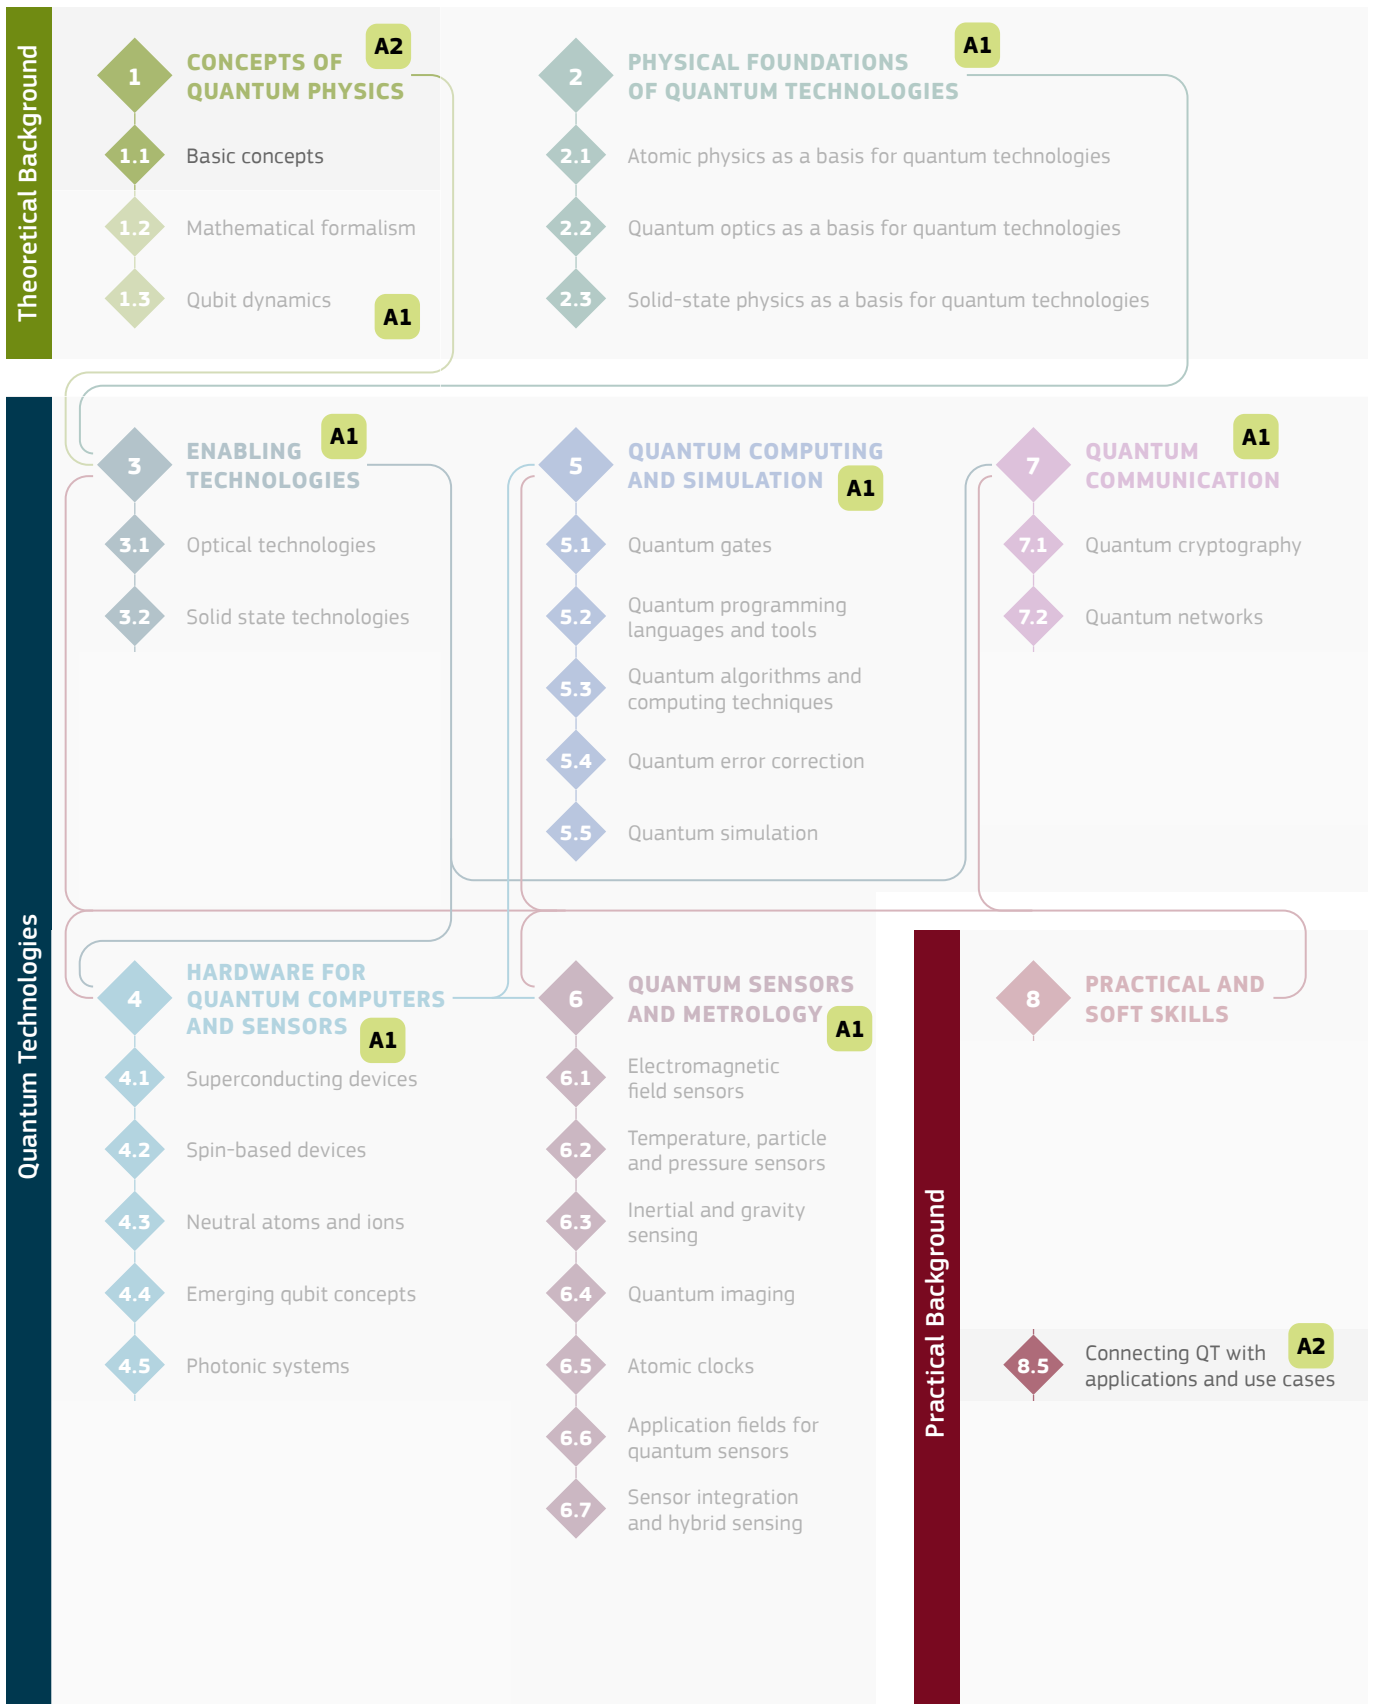 Theoretical Background
1
CONCEPTS OF
QUANTUM PHYSICS
A2
1.1
Basic concepts
1.2
Mathematical formalism
1.3
Qubit dynamics
A1
2
PHYSICAL FOUNDATIONS
OF QUANTUM TECHNOLOGIES
A1
2.1
Atomic physics as a basis for quantum technologies
2.2
Quantum optics as a basis for quantum technologies
2.3
Solid-state physics as a basis for quantum technologies
Quantum Technologies
3
ENABLING
TECHNOLOGIES
A1
3.1
Optical technologies
3.2
Solid state technologies
5
QUANTUM COMPUTING
AND SIMULATION
A1
5.1
Quantum gates
5.2
Quantum programming
languages and tools
5.3
Quantum algorithms and
computing techniques
5.4
Quantum error correction
5.5
Quantum simulation
7
QUANTUM
COMMUNICATION
A1
7.1
Quantum cryptography
7.2
Quantum networks
4
HARDWARE FOR
QUANTUM COMPUTERS
AND SENSORS
A1
4.1
Superconducting devices
4.2
Spin-based devices
4.3
Neutral atoms and ions
4.4
Emerging qubit concepts
4.5
Photonic systems
6
QUANTUM SENSORS
AND METROLOGY
A1
6.1
Electromagnetic
field sensors
6.2
Temperature, particle
and pressure sensors
6.3
Inertial and gravity
sensing
6.4
Quantum imaging
6.5
Atomic clocks
6.6
Application fields for
quantum sensors
6.7
Sensor integration
and hybrid sensing
Practical Background
8
PRACTICAL AND
SOFT SKILLS
8.5
Connecting QT with
applications and use cases
A2